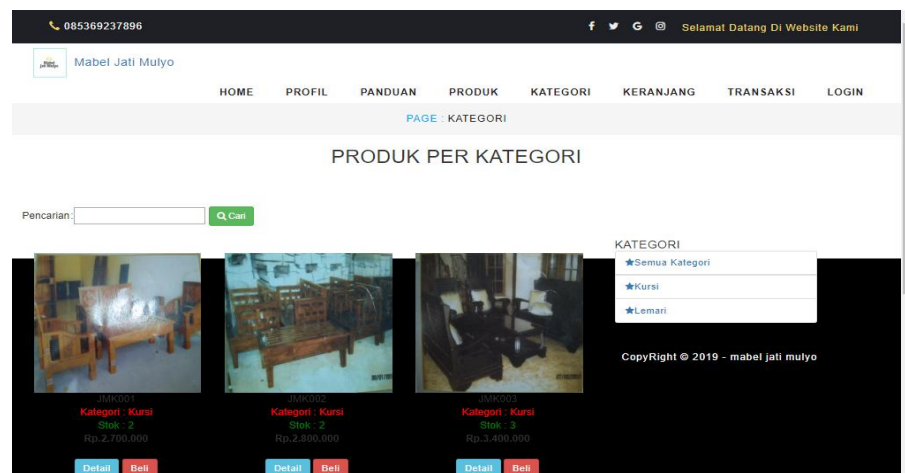 085369237896
Selamat Datang Di Website Kami
Mabel Jati Mulyo
HOME PROFIL PANDUAN PRODUK KATEGORI KERANJANG TRANSAKSI LOGIN
PAGE : KATEGORI
PRODUK PER KATEGORI
Pencarian:
Cari
JMK001
Kategori : Kursi
Stok : 2
Rp.2.700.000
Detail Beli
JMK002
Kategori : Kursi
Stok : 2
Rp.2.800.000
Detail Beli
JMK003
Kategori : Kursi
Stok : 3
Rp.3.400.000
Detail Beli
KATEGORI
Semua Kategori
Kursi
Lemari
CopyRight © 2019 - mabel jati mulyo